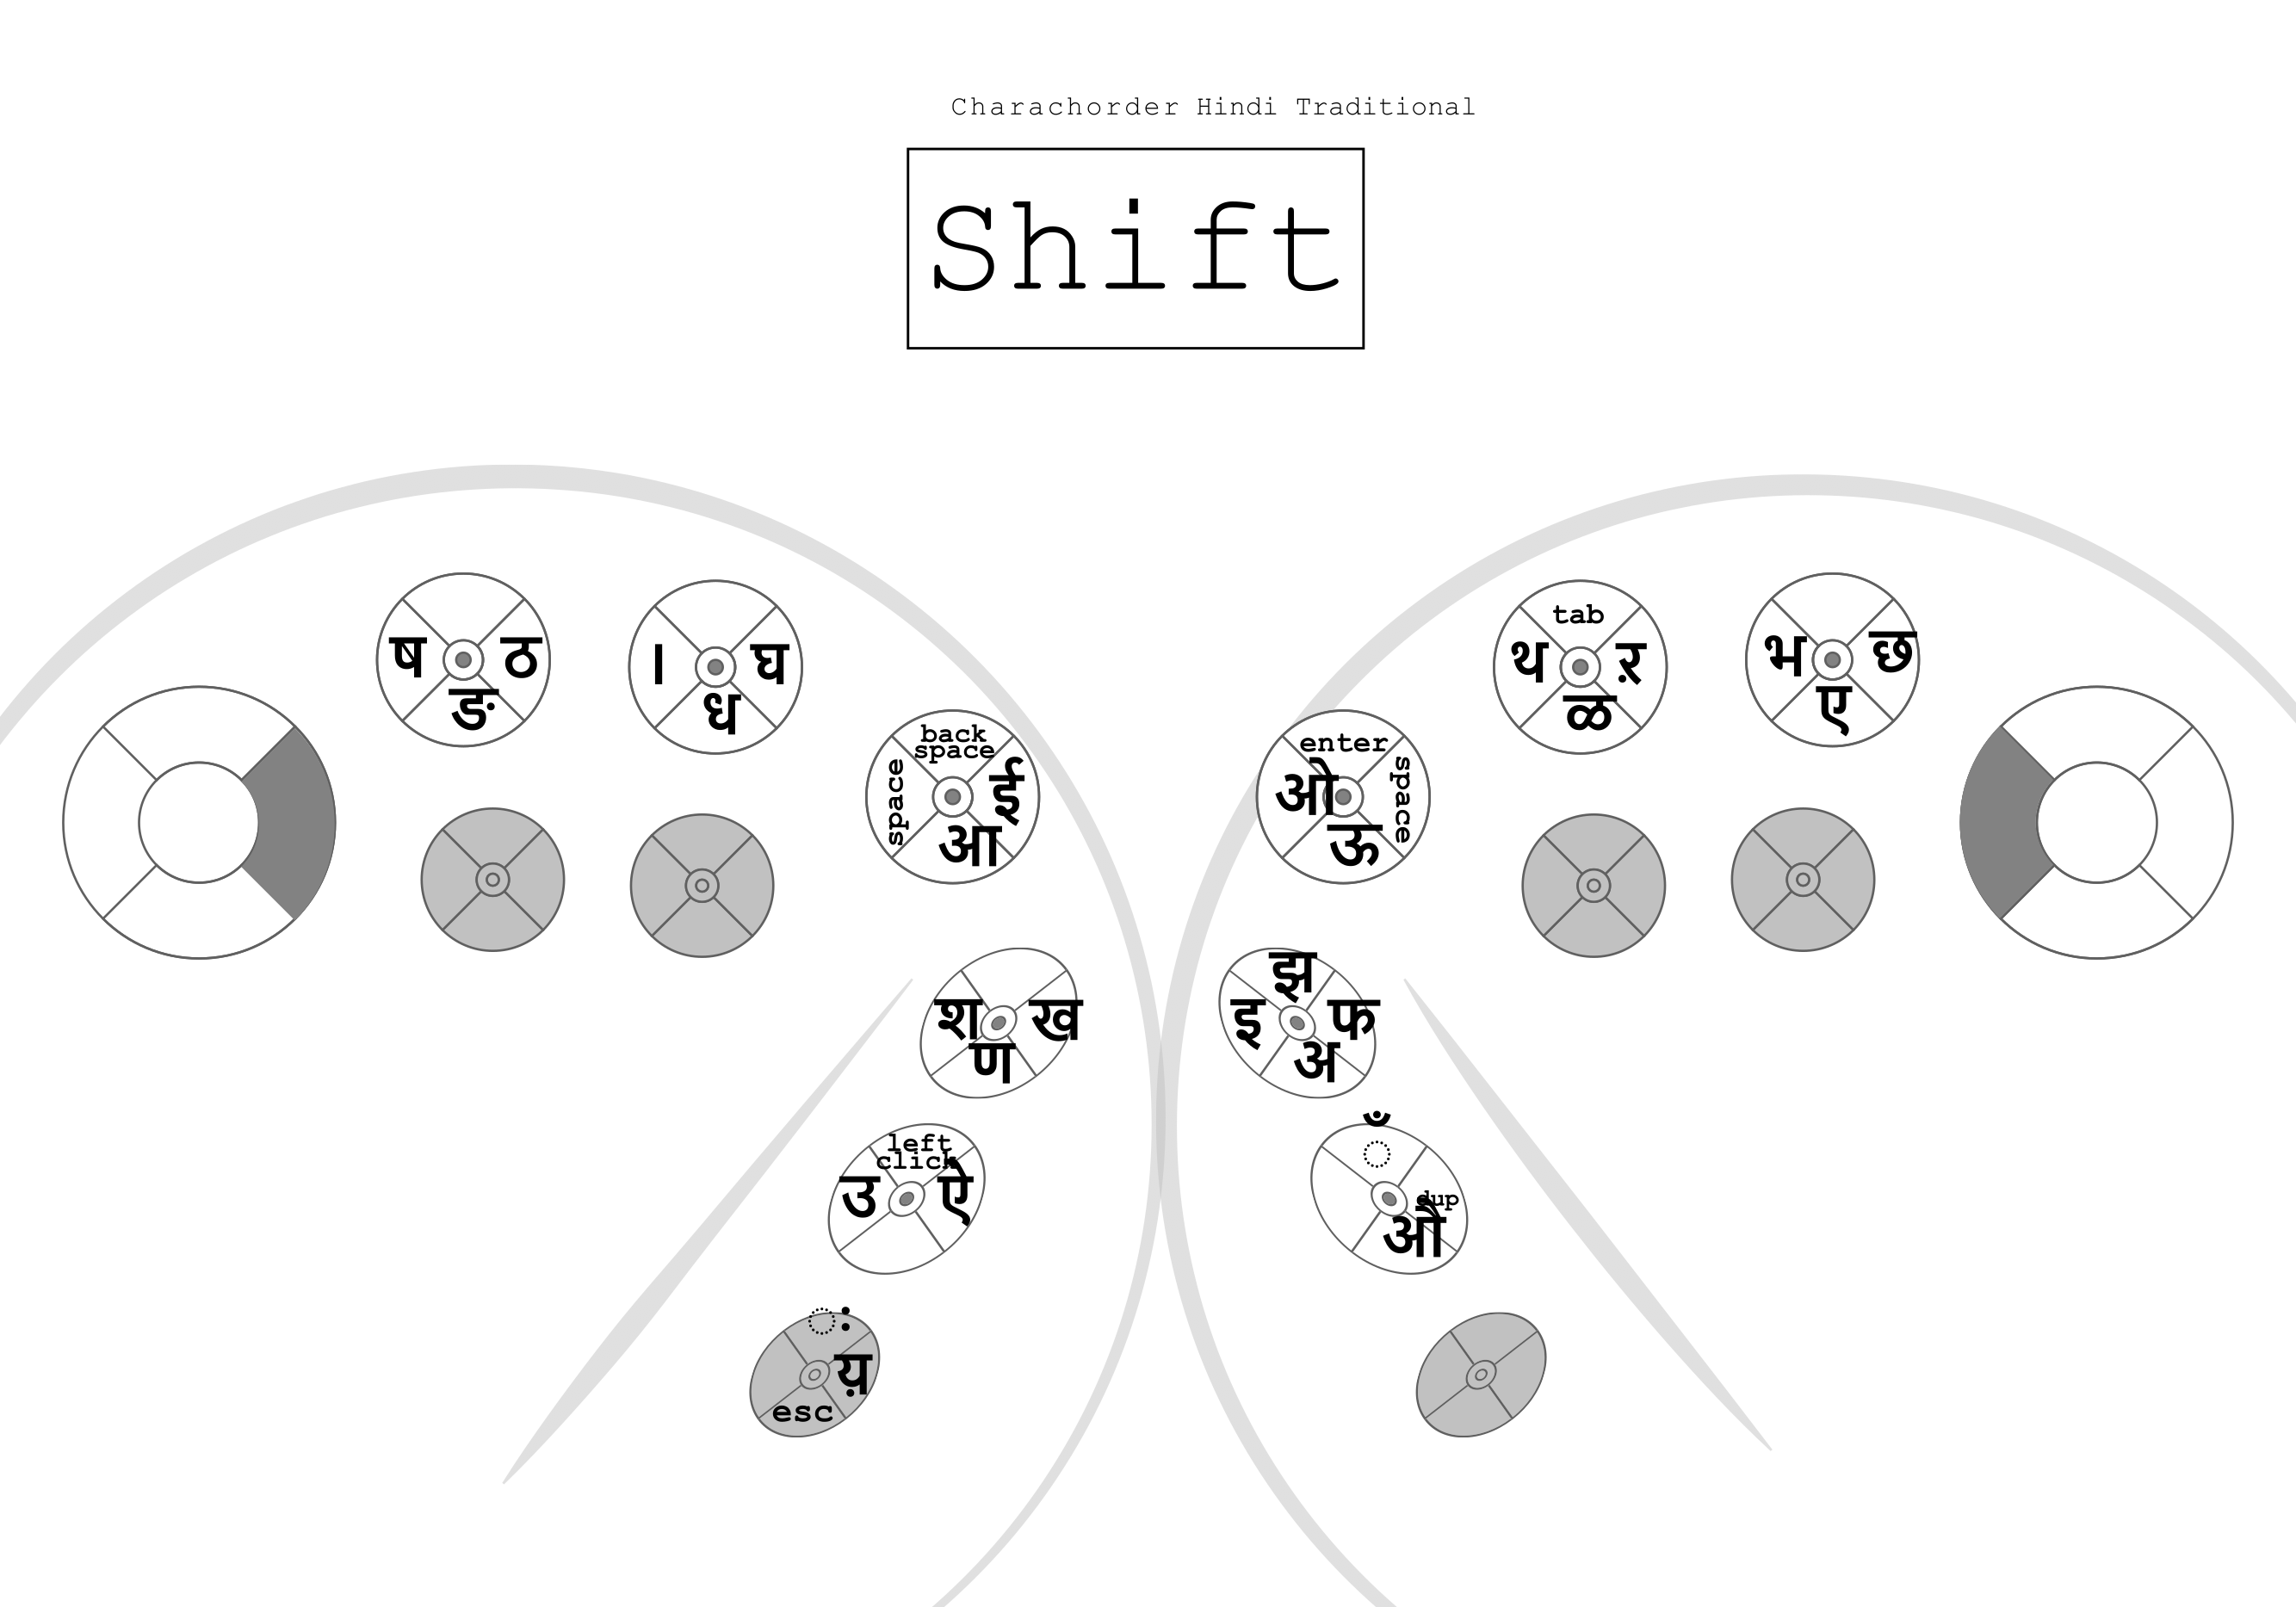 Charachorder Hindi Traditional
Shift
ष ठ
ङ
। घ
ध
back
space
space ई
आ
enter
ओ space
ऊ
tab
थ ऱ
ळ
भ छ
ए
श ख
ण
झ
इ फ
अ
left
click
उ ऐ
◌ँ
dup
औ
◌ः
य़
esc